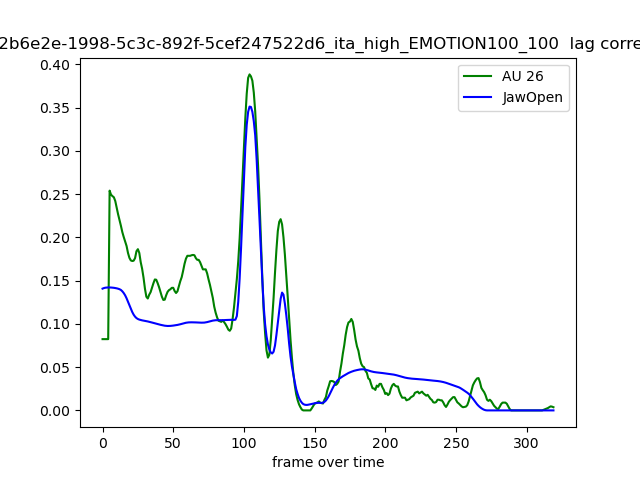 2b6e2e-1998-5c3c-892f-5cef247522d6_ita_high_EMOTION100_100 lag corre
AU 26
JawOpen
0.40
0.35
0.30
0.25
0.20
0.15
0.10
0.05
0.00
0 50 100 150 200 250 300
frame over time